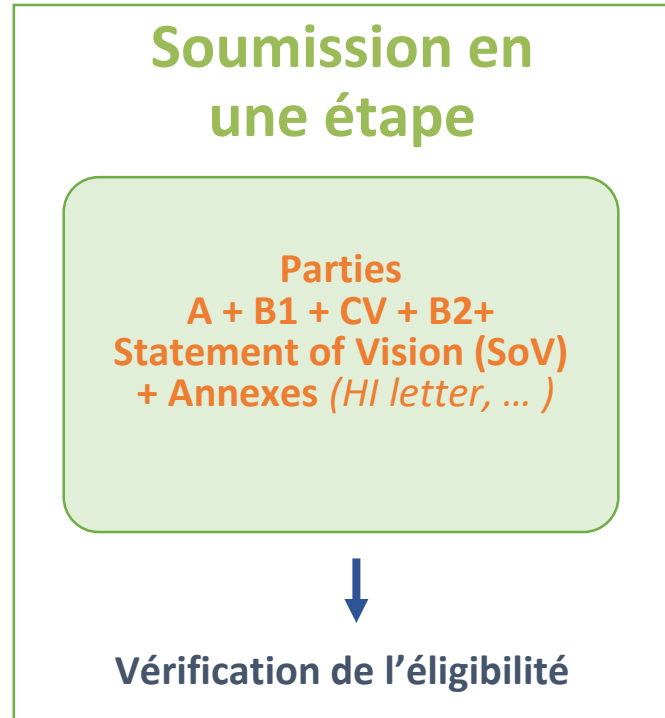 Soumission en
une étape
Parties
A + B1 + CV + B2+
Statement of Vision (SoV)
+ Annexes (HI letter, … )
Vérification de l’éligibilité